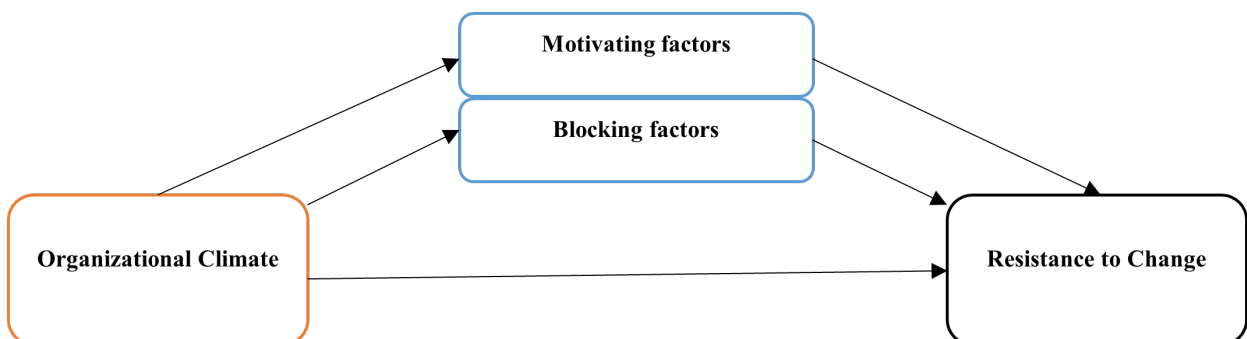 Motivating factors
Blocking factors
Organizational Climate
Resistance to Change